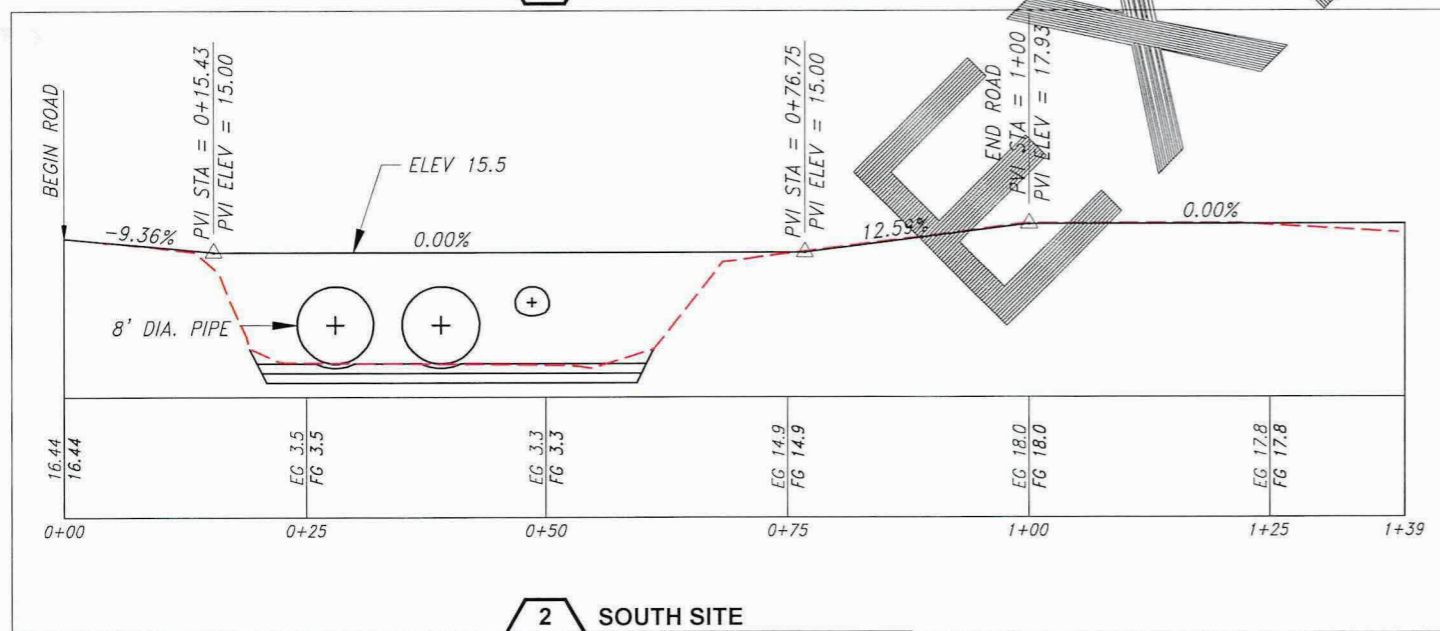 BEGIN ROAD
PVI STA = 0+15.43
PVI ELEV = 15.00
PVI STA = 0+76.75
PVI ELEV = 15.00
END ROAD
PVI STA = 1+00
PVI ELEV = 17.93
ELEV 15.5
-9.36%
0.00%
12.59%
0.00%
8' DIA. PIPE
16.44
16.44
EG 3.5
FG 3.5
EG 3.3
FG 3.3
EG 14.9
FG 14.9
EG 18.0
FG 18.0
EG 17.8
FG 17.8
0+00
0+25
0+50
0+75
1+00
1+25
1+39
2 SOUTH SITE